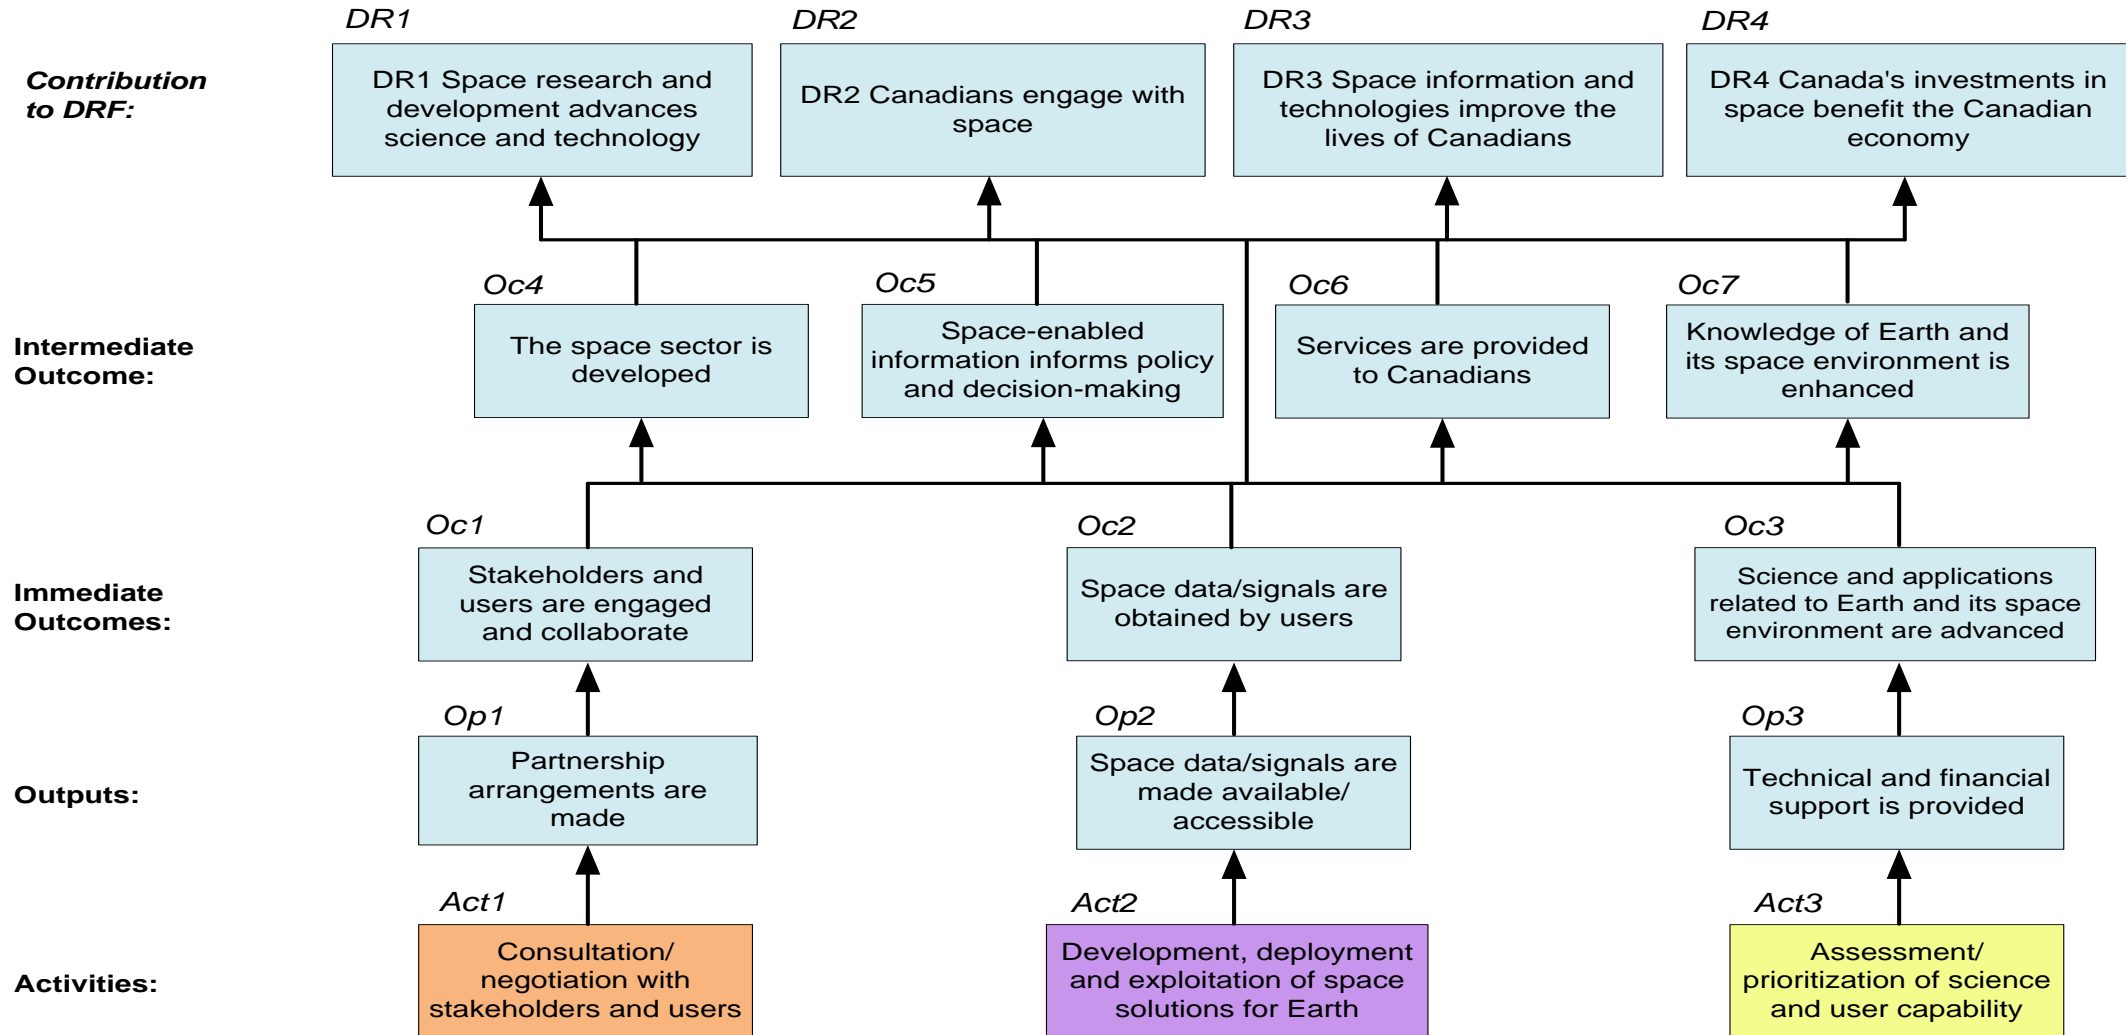 DR1
DR2
DR3
DR4
Contribution
to DRF:
DR1 Space research and
development advances
science and technology
DR2 Canadians engage with
space
DR3 Space information and
technologies improve the
lives of Canadians
DR4 Canada's investments in
space benefit the Canadian
economy
Oc4
Oc5
Oc6
Oc7
Intermediate
Outcome:
The space sector is
developed
Space-enabled
information informs policy
and decision-making
Services are provided
to Canadians
Knowledge of Earth and
its space environment is
enhanced
Oc1
Oc2
Oc3
Immediate
Outcomes:
Stakeholders and
users are engaged
and collaborate
Space data/signals are
obtained by users
Science and applications
related to Earth and its space
environment are advanced
Op1
Op2
Op3
Outputs:
Partnership
arrangements are
made
Space data/signals are
made available/
accessible
Technical and financial
support is provided
Act1
Act2
Act3
Activities:
Consultation/
negotiation with
stakeholders and users
Development, deployment
and exploitation of space
solutions for Earth
Assessment/
prioritization of science
and user capability